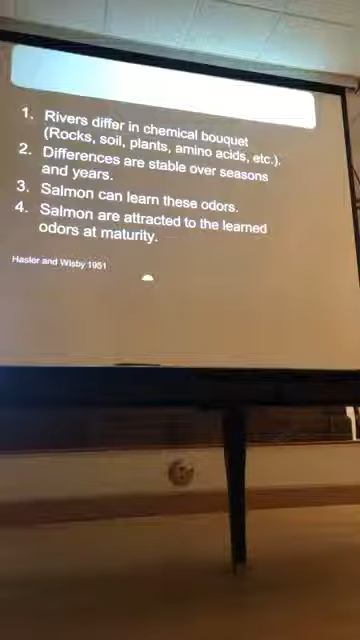 1. Rivers differ in chemical bouquet
(Rocks, soil, plants, amino acids, etc.).
2. Differences are stable over seasons
and years.
3. Salmon can learn these odors.
4. Salmon are attracted to the learned
odors at maturity.
Hasler and Wisby 1951